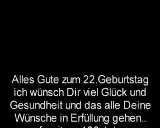 Alles Gute zum 22.Geburtstag
ich wünsch Dir viel Glück und
Gesundheit und das alle Deine
Wünsche in Erfüllung gehen..